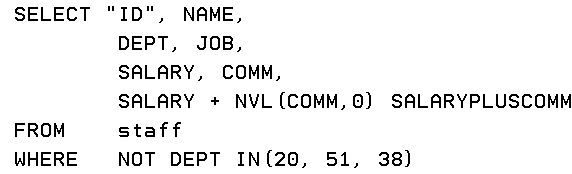 SELECT "ID", NAME,
DEPT, JOB,
SALARY, COMM,
SALARY + NVL(COMM,0) SALARYPLUSCOMM
FROM staff
WHERE NOT DEPT IN(20, 51, 38)